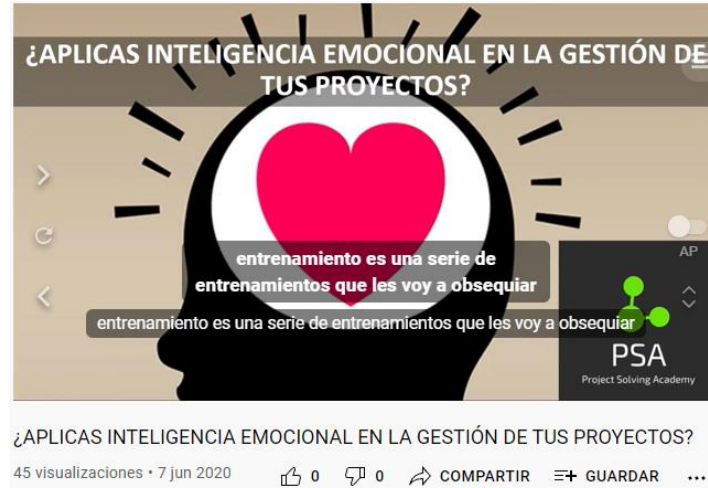 ¿APLICAS INTELIGENCIA EMOCIONAL EN LA GESTIÓN DE
TUS PROYECTOS?
AP
entrenamiento es una serie de
entrenamientos que les voy a obsequiar
entrenamiento es una serie de entrenamientos que les voy a obsequiar
PSA
Project Solving Academy
¿APLICAS INTELIGENCIA EMOCIONAL EN LA GESTIÓN DE TUS PROYECTOS?
45 visualizaciones • 7 jun 2020 0 0 COMPARTIR GUARDAR